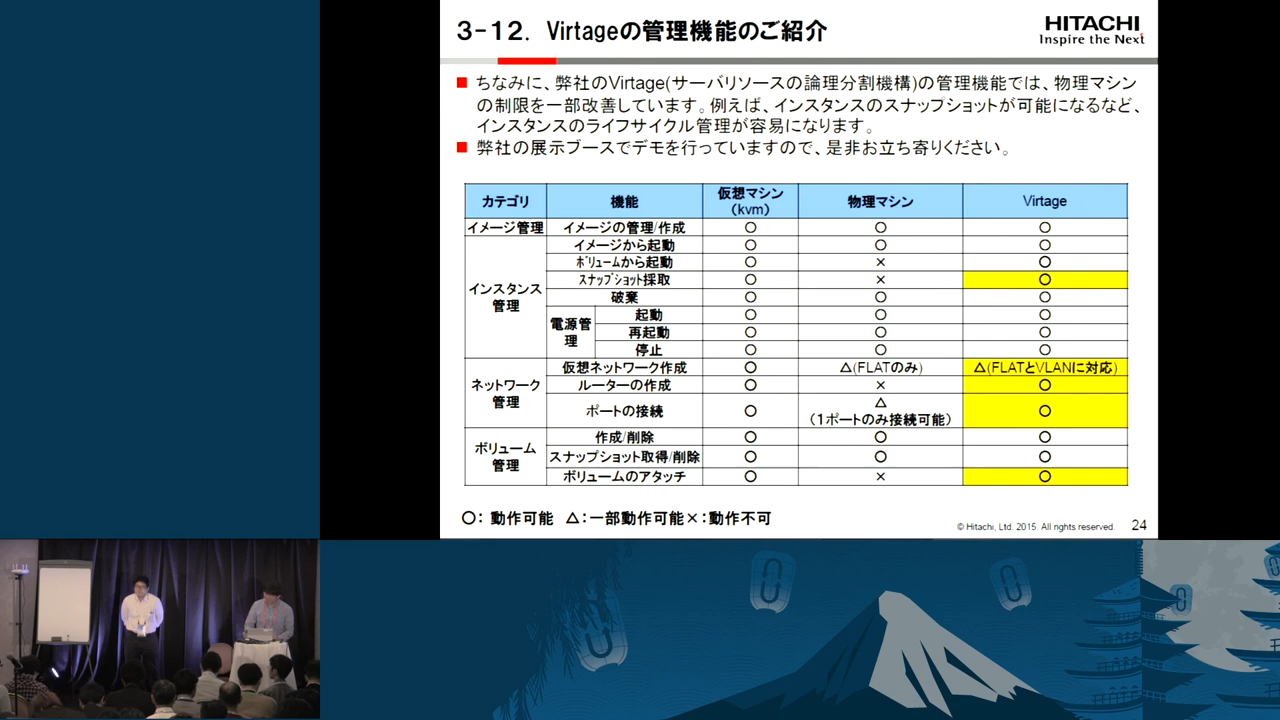 3-12. Virtageの管理機能のご紹介
HITACHI
Inspire the Next
■ ちなみに、弊社のVirtage(サーバリソースの論理分割機構)の管理機能では、物理マシン
の制限を一部改善しています。例えば、インスタンスのスナップショットが可能になるなど、
インスタンスのライフサイクル管理が容易になります。
■ 弊社の展示ブースでデモを行っていますので、是非お立ち寄りください。
カテゴリ 機能 仮想マシン（kvm） 物理マシン Virtage
イメージ管理 イメージの管理/作成 〇 〇 〇
インスタンス管理 イメージから起動 〇 〇 〇
ﾎﾞﾘｭｰﾑから起動 〇 × 〇
ｽﾅｯﾌﾟｼｮｯﾄ採取 〇 × 〇
破棄 〇 〇 〇
電源管理 起動 〇 〇 〇
再起動 〇 〇 〇
停止 〇 〇 〇
ネットワーク管理 仮想ネットワーク作成 〇 △(FLATのみ) △(FLATとVLANに対応)
ルーターの作成 〇 × 〇
ポートの接続 〇 △（1ポートのみ接続可能） 〇
ボリューム管理 作成/削除 〇 〇 〇
スナップショット取得/削除 〇 〇 〇
ボリュームのアタッチ 〇 × 〇
〇：動作可能 △：一部動作可能×：動作不可
© Hitachi, Ltd. 2015. All rights reserved.
24